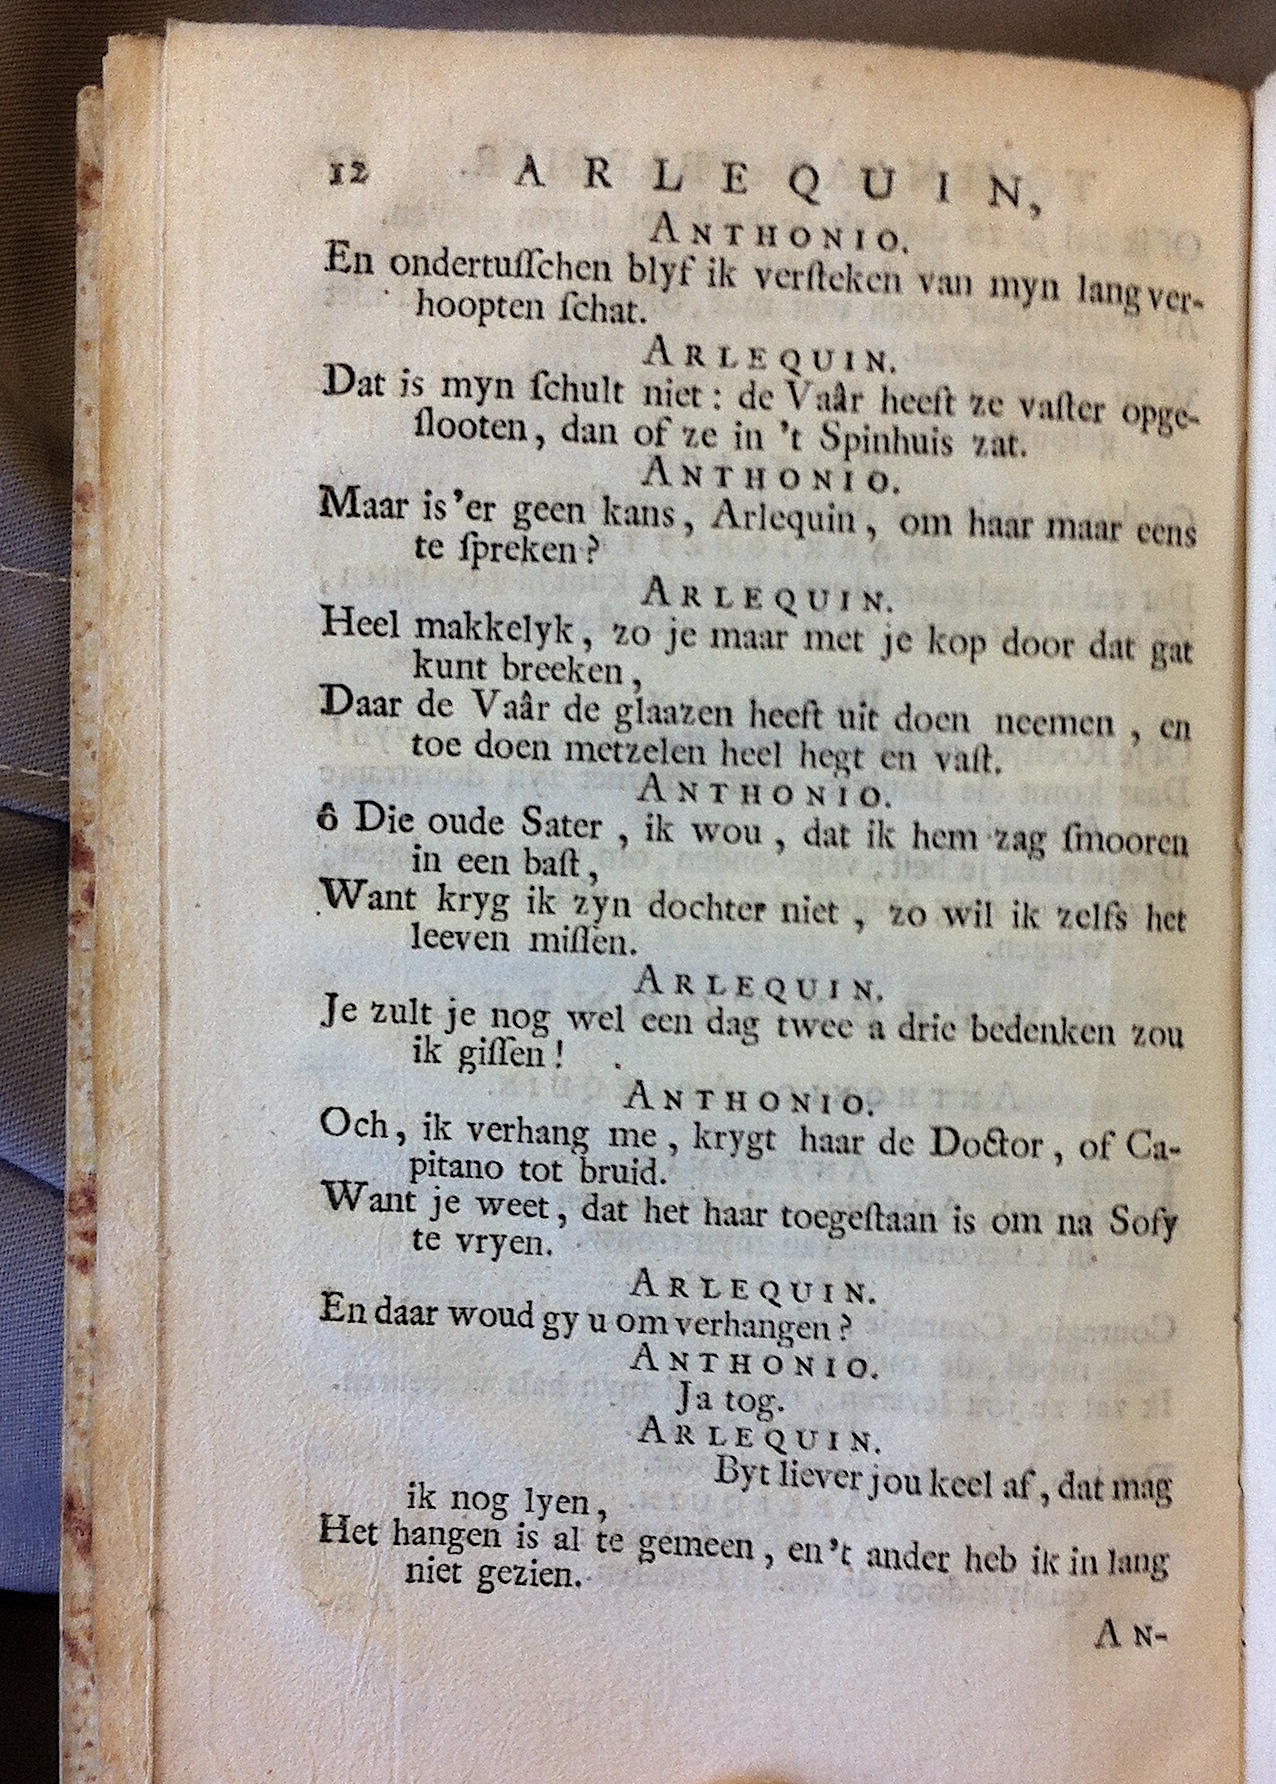 12 ARLEQUIN,
ANTHONIO.
En ondertuſſchen blyf ik verſteken van myn lang ver-
hoopten ſchat.
ARLEQUIN.
Dat is myn ſchult niet: de Vaâr heeft ze vaſter opge-
ſlooten, dan of ze in 't Spinhuis zat.
ANTHONIO.
Maar is 'er geen kans, Arlequin, om haar maar eens
te ſpreken?
ARLEQUIN.
Heel makkelyk, zo je maar met je kop door dat gat
kunt breeken,
Daar de Vaâr de glaazen heeft uit doen neemen, en
toe doen metzelen heel hegt en vaſt.
ANTHONIO.
ô Die oude Sater, ik wou, dat ik hem zag ſmooren
in een baſt,
Want kryg ik zyn dochter niet, zo wil ik zelfs het
leeven miſſen.
ARLEQUIN.
Je zult je nog wel een dag twee a drie bedenken zou
ik giſſen!
ANTHONIO.
Och, ik verhang me, krygt haar de Doctor, of Ca-
pitano tot bruid.
Want je weet, dat het haar toegeſtaan is om na Sofy
te vryen.
ARLEQUIN.
En daar woud gy u om verhangen?
ANTHONIO.
Ja tog.
ARLEQUIN.
Byt liever jou keel af, dat mag
ik nog lyen,
Het hangen is al te gemeen, en 't ander heb ik in lang
niet gezien.
AN-